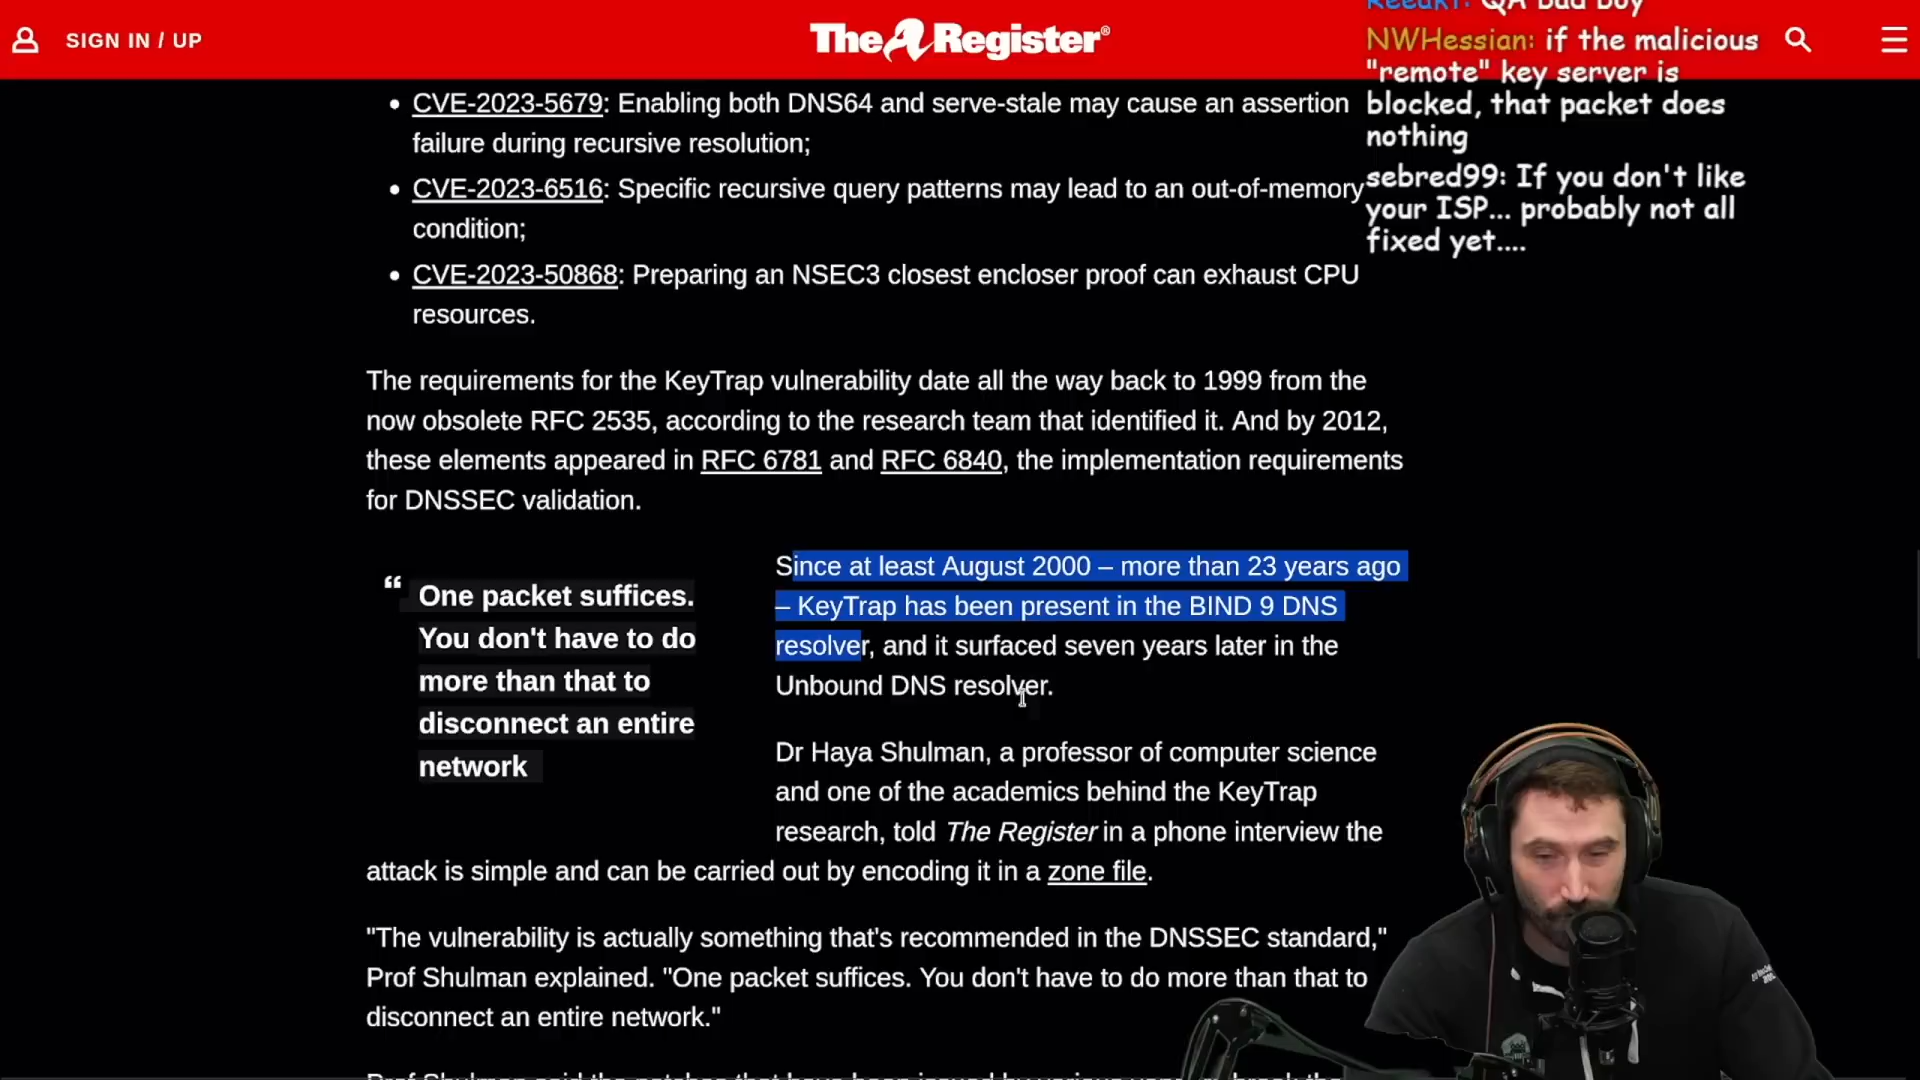 SIGN IN / UP
The Register®
CVE-2023-5679: Enabling both DNS64 and serve-stale may cause an assertion
failure during recursive resolution;
CVE-2023-6516: Specific recursive query patterns may lead to an out-of-memory
condition;
CVE-2023-50868: Preparing an NSEC3 closest encloser proof can exhaust CPU
resources.
The requirements for the KeyTrap vulnerability date all the way back to 1999 from the
now obsolete RFC 2535, according to the research team that identified it. And by 2012,
these elements appeared in RFC 6781 and RFC 6840, the implementation requirements
for DNSSEC validation.
“ One packet suffices.
You don't have to do
more than that to
disconnect an entire
network
Since at least August 2000 – more than 23 years ago
– KeyTrap has been present in the BIND 9 DNS
resolver, and it surfaced seven years later in the
Unbound DNS resolver.
Dr Haya Shulman, a professor of computer science
and one of the academics behind the KeyTrap
research, told The Register in a phone interview the
attack is simple and can be carried out by encoding it in a zone file.
"The vulnerability is actually something that's recommended in the DNSSEC standard,"
Prof Shulman explained. "One packet suffices. You don't have to do more than that to
disconnect an entire network."
QA bad boy
NWHessian: if the malicious
"remote" key server is
blocked, that packet does
nothing
sebred99: If you don't like
your ISP... probably not all
fixed yet....